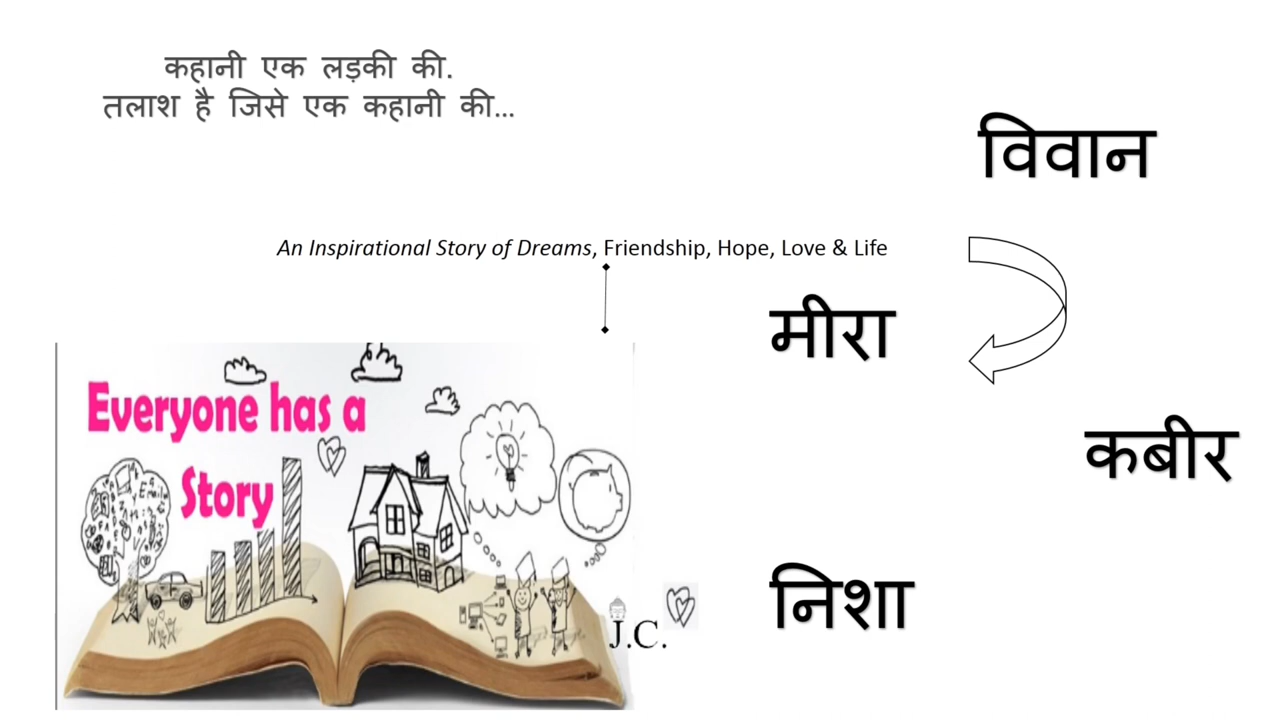 कहानी एक लड़की की.
तलाश है जिसे एक कहानी की...
विवान
An Inspirational Story of Dreams, Friendship, Hope, Love & Life
मीरा
Everyone has a
Story
कबीर
निशा
J.C.